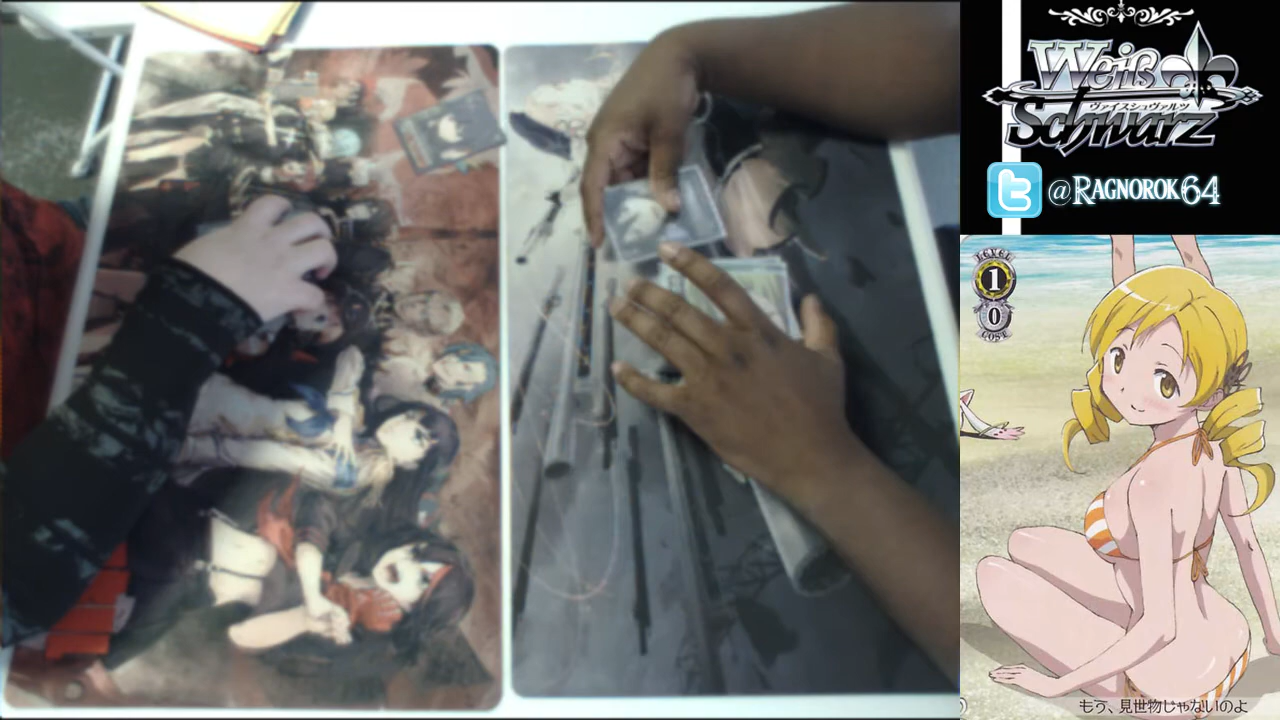 Weiß
ヴァイスシュヴァルツ
Schwarz
@Ragnorok64
LEVEL
1
0
COST
もう、見世物じゃないのよ